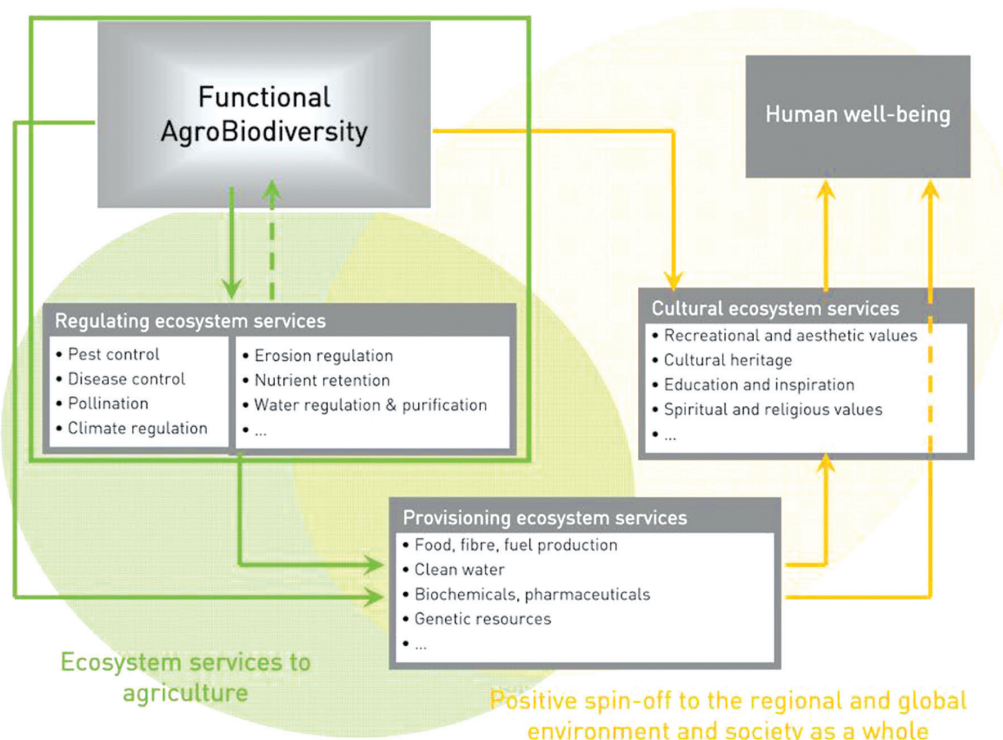 Functional
AgroBiodiversity
Human well-being
Regulating ecosystem services
• Pest control
• Disease control
• Pollination
• Climate regulation
• Erosion regulation
• Nutrient retention
• Water regulation & purification
• ...
Cultural ecosystem services
• Recreational and aesthetic values
• Cultural heritage
• Education and inspiration
• Spiritual and religious values
• ...
Provisioning ecosystem services
• Food, fibre, fuel production
• Clean water
• Biochemicals, pharmaceuticals
• Genetic resources
• ...
Ecosystem services to
agriculture
Positive spin-off to the regional and global
environment and society as a whole